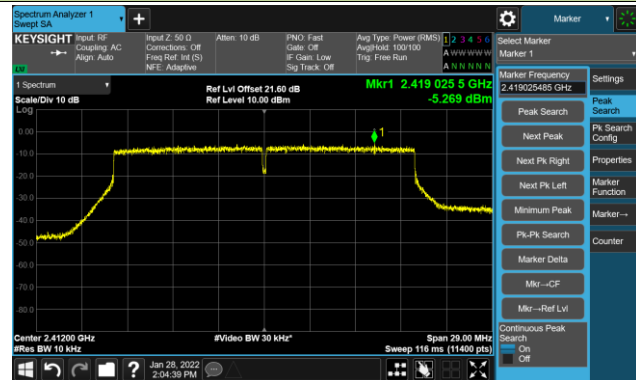 Spectrum Analyzer 1
Swept SA
Marker
KEYSIGHT
Input: RF
Coupling: AC
Align: Auto
Input Z: 50 Ω
Corrections: Off
Freq Ref: Int (S)
NFE: Adaptive
Atten: 10 dB
PNO: Fast
Gate: Off
IF Gain: Low
Sig Track: Off
Avg Type: Power (RMS)
Avg|Hold: 100/100
Trig: Free Run
1 2 3 4 5 6
A W W W W W
A N N N N N
Select Marker
Marker 1
1 Spectrum
Ref Lvl Offset 21.60 dB
Mkr1 2.419 025 5 GHz
Scale/Div 10 dB
Ref Level 10.00 dBm
-5.269 dBm
Log
0.00
-10.0
-20.0
-30.0
-40.0
-50.0
-60.0
-70.0
-80.0
1
Center 2.41200 GHz
#Video BW 30 kHz*
Span 29.00 MHz
#Res BW 10 kHz
Sweep 116 ms (11400 pts)
Marker Frequency
2.419025485 GHz
Peak Search
Next Peak
Next Pk Right
Next Pk Left
Minimum Peak
Pk-Pk Search
Marker Delta
Mkr→CF
Mkr→Ref Lvl
Continuous Peak
Search
On
Off
Settings
Peak
Search
Pk Search
Config
Properties
Marker
Function
Marker→
Counter
Jan 28, 2022
2:04:39 PM